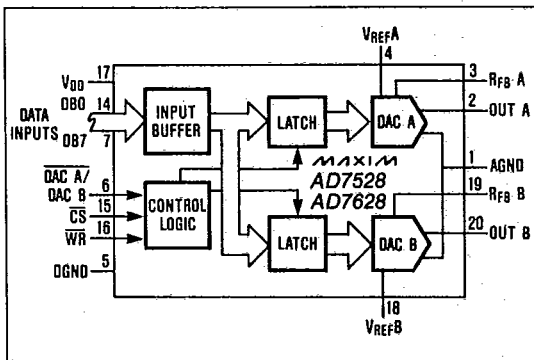 VREFA
4
17
VDD
3
RFB A
DB0
14
2
OUT A
DATA
INPUTS
INPUT
BUFFER
LATCH
DAC A
DB7
7
MAXIM
AD7528
AD7628
1
AGND
DAC A/
DAC B
6
19
RFB B
CS
15
CONTROL
LOGIC
WR
16
20
OUT B
LATCH
DAC B
DGND
5
18
VREFB